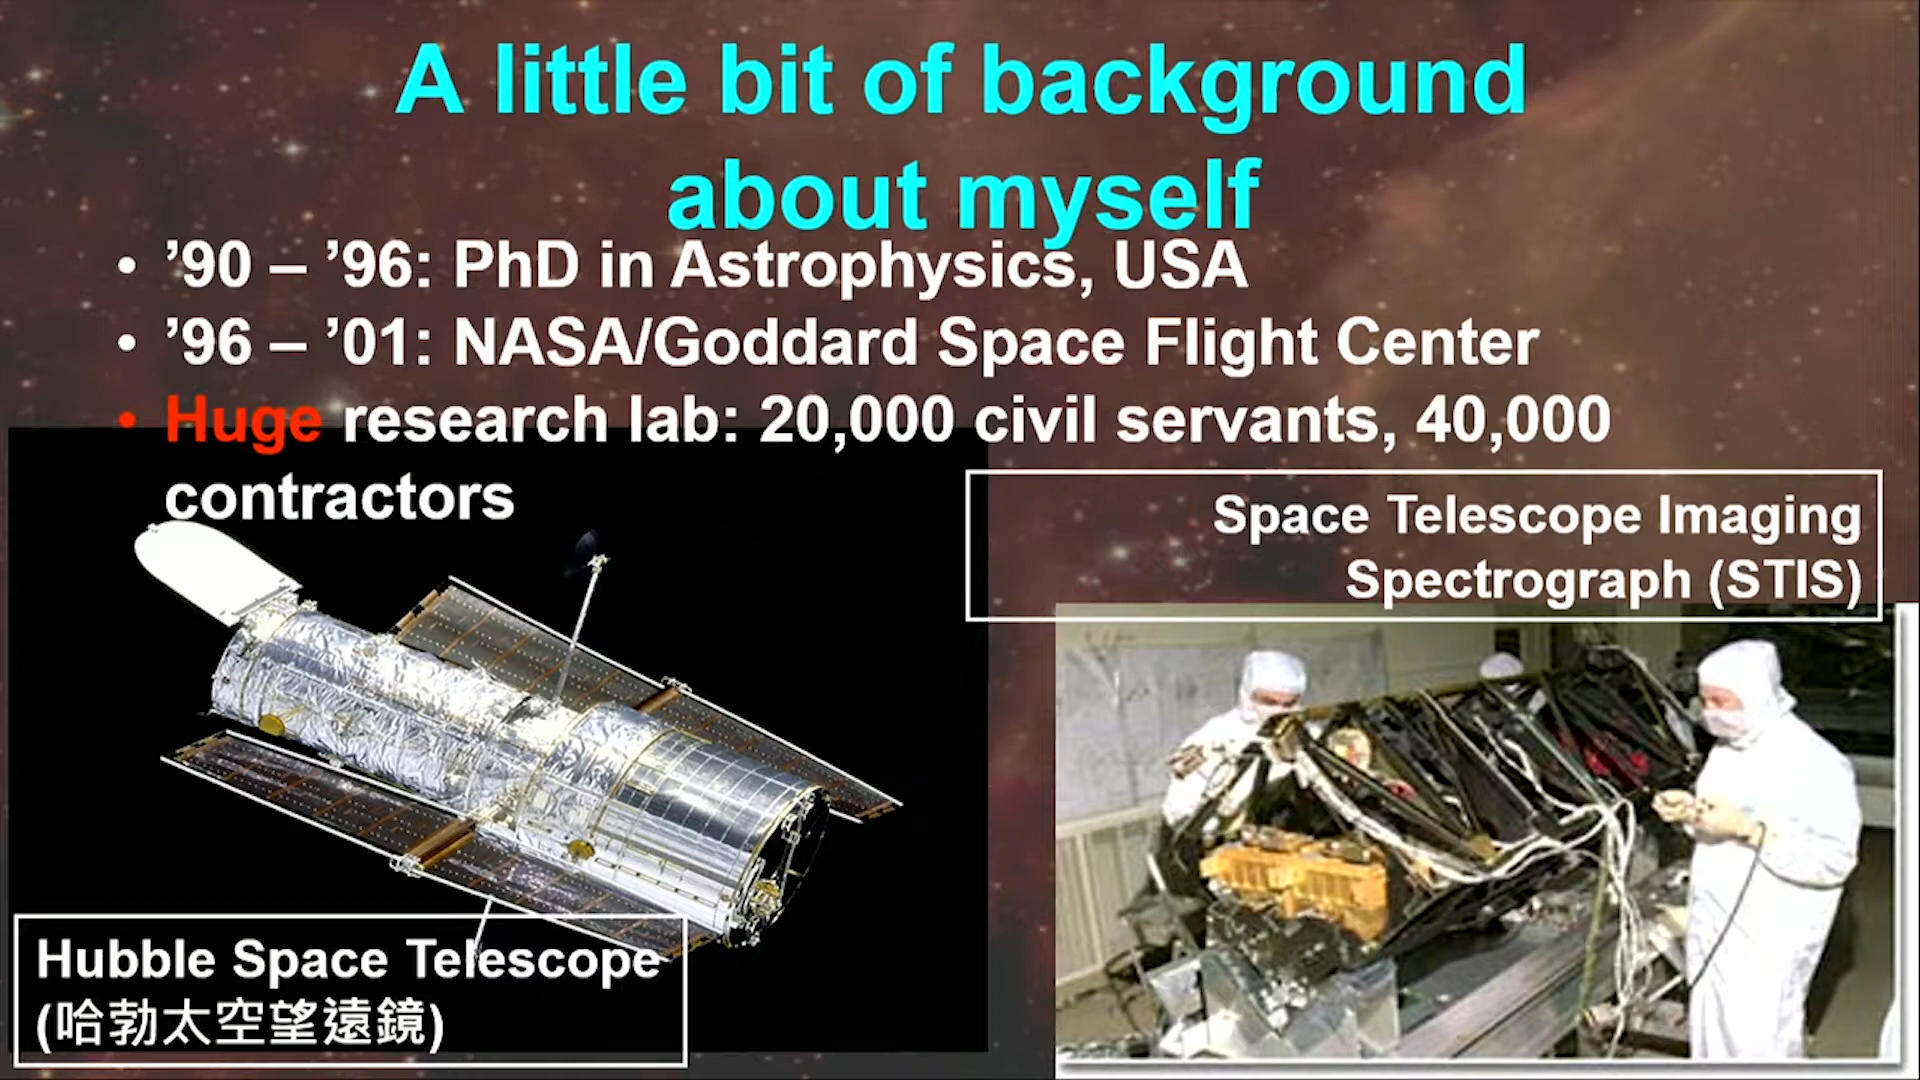 A little bit of background
about myself
• ’90 – ’96: PhD in Astrophysics, USA
• ’96 – ’01: NASA/Goddard Space Flight Center
• Huge research lab: 20,000 civil servants, 40,000
contractors
Space Telescope Imaging
Spectrograph (STIS)
Hubble Space Telescope
(哈勃太空望遠鏡)